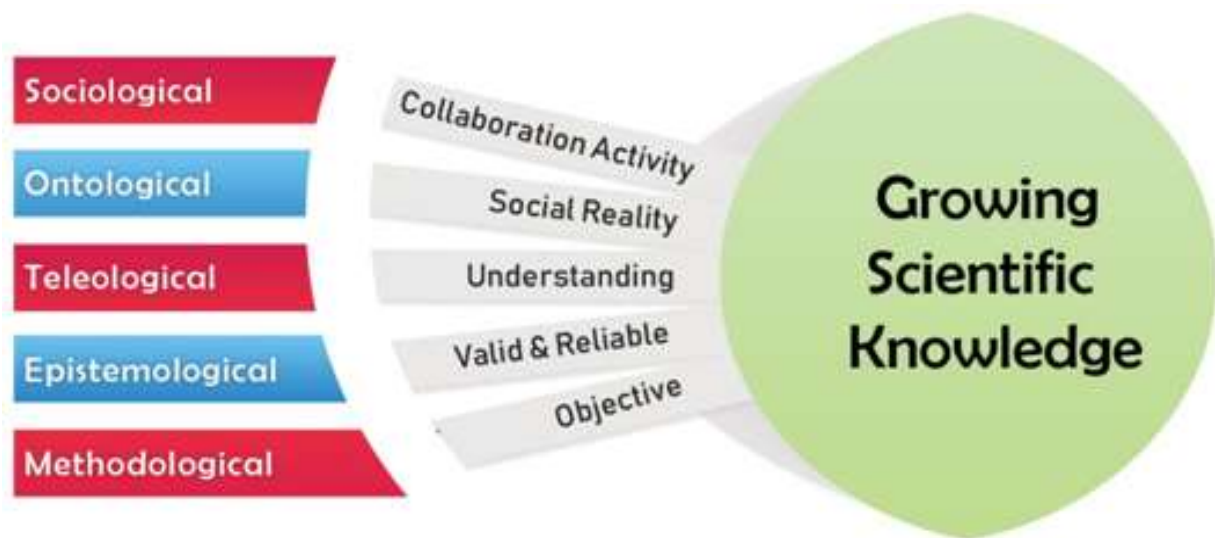 Sociological
Ontological
Teleological
Epistemological
Methodological
Collaboration Activity
Social Reality
Understanding
Valid & Reliable
Objective
Growing
Scientific
Knowledge